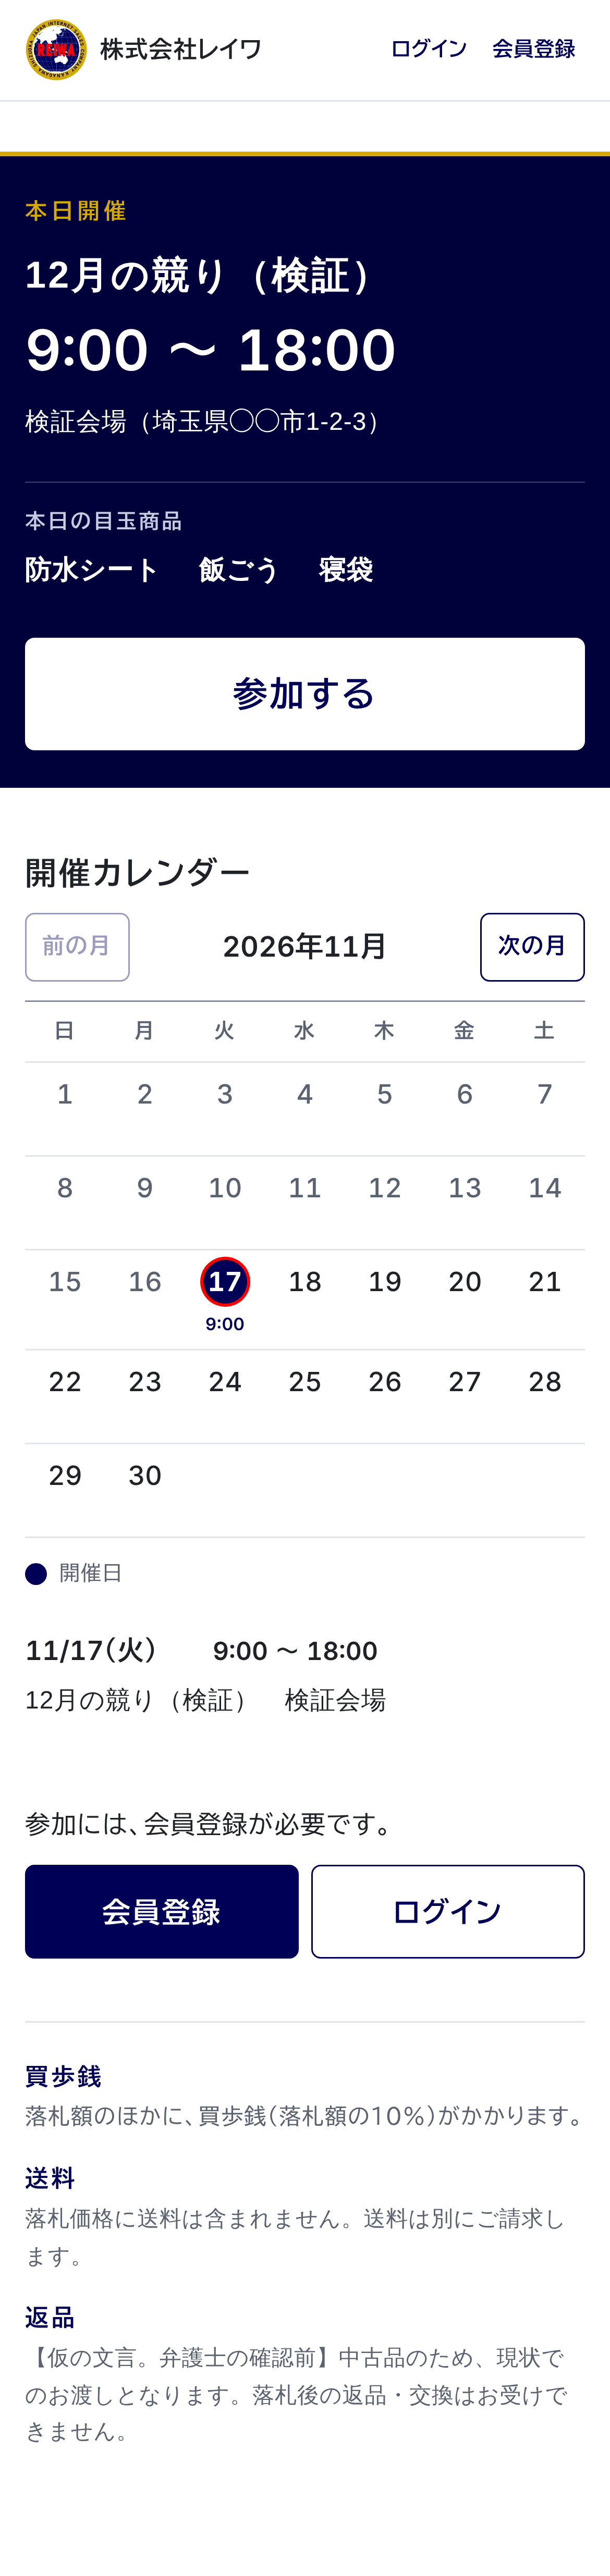 REIWA
株式会社レイワ
ログイン
会員登録
本日開催
12月の競り（検証）
9:00 〜 18:00
検証会場（埼玉県◯◯市1-2-3）
本日の目玉商品
防水シート 飯ごう 寝袋
参加する
開催カレンダー
前の月
2026年11月
次の月
日 月 火 水 木 金 土
1 2 3 4 5 6 7
8 9 10 11 12 13 14
15 16 17 18 19 20 21
9:00
22 23 24 25 26 27 28
29 30
開催日
11/17(火) 9:00 〜 18:00
12月の競り（検証） 検証会場
参加には、会員登録が必要です。
会員登録
ログイン
買歩銭
落札額のほかに、買歩銭(落札額の10%)がかかります。
送料
落札価格に送料は含まれません。送料は別にご請求し
ます。
返品
【仮の文言。弁護士の確認前】中古品のため、現状で
のお渡しとなります。落札後の返品・交換はお受けで
きません。